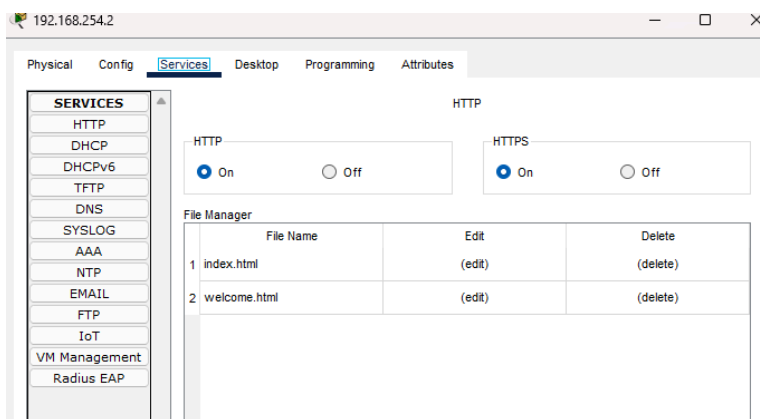 192.168.254.2
Physical Config Services Desktop Programming Attributes
SERVICES
HTTP
DHCP
DHCPv6
TFTP
DNS
SYSLOG
AAA
NTP
EMAIL
FTP
IoT
VM Management
Radius EAP
HTTP
HTTP
On Off
HTTPS
On Off
File Manager
File Name Edit Delete
1 index.html (edit) (delete)
2 welcome.html (edit) (delete)